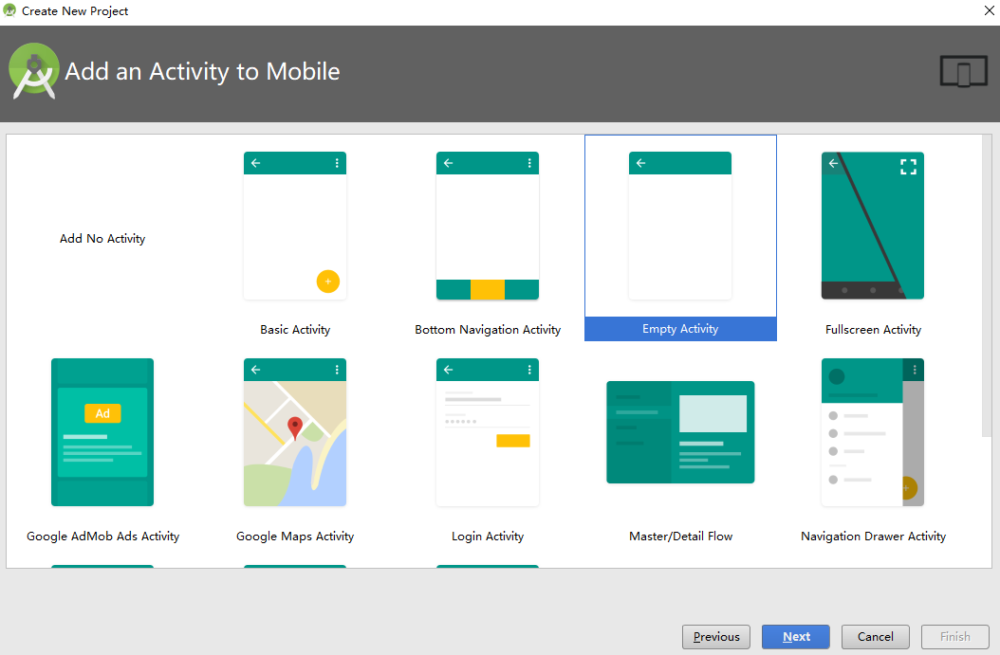 Create New Project
Add an Activity to Mobile
Add No Activity
Basic Activity
Bottom Navigation Activity
Empty Activity
Fullscreen Activity
Ad
Google AdMob Ads Activity
Google Maps Activity
Login Activity
Master/Detail Flow
Navigation Drawer Activity
Previous
Next
Cancel
Finish